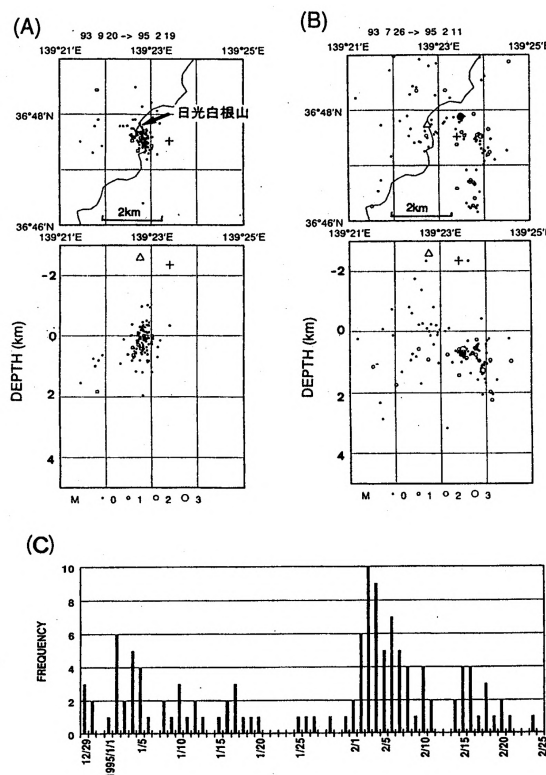 (A)
93 9 20 -> 95 2 19
139°21'E 139°23'E 139°25'E
36°48'N
日光白根山
36°46'N
2km
139°21'E 139°23'E 139°25'E
DEPTH (km)
-2
0
2
4
M 0 1 2 3
(B)
93 7 26 -> 95 2 11
139°21'E 139°23'E 139°25'E
36°48'N
36°46'N
2km
139°21'E 139°23'E 139°25'E
DEPTH (km)
-2
0
2
4
M 0 1 2 3
(C)
FREQUENCY
10
8
6
4
2
0
12/29 1995/1/1 1/5 1/10 1/15 1/20 1/25 2/1 2/5 2/10 2/15 2/20 2/25